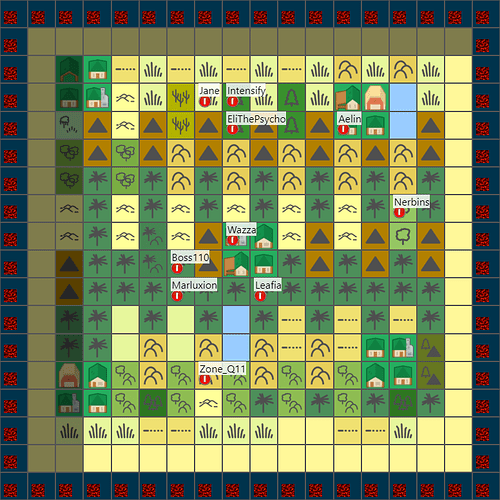 Jane
Intensify
EliThePsycho
Aelin
Nerbins
Wazza
Boss110
Marluxion
Leafia
Zone_Q11